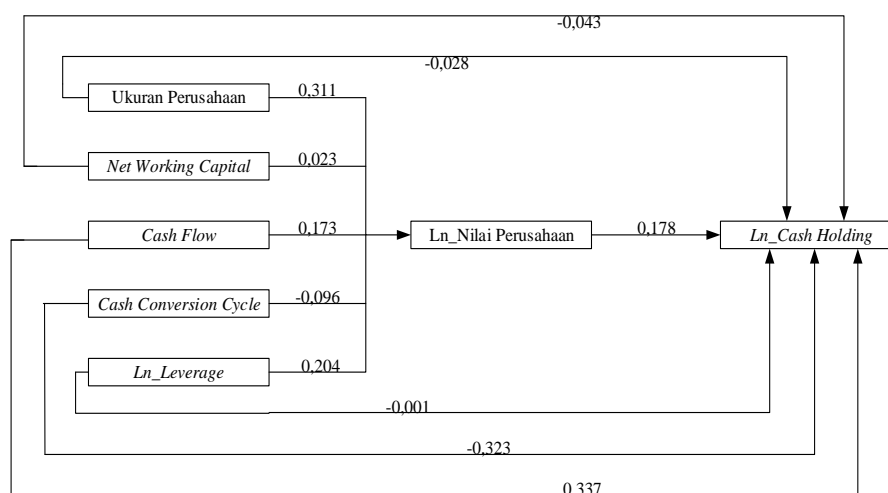 -0,043
-0,028
Ukuran Perusahaan 0,311
Net Working Capital 0,023
Cash Flow 0,173 Ln_Nilai Perusahaan 0,178 Ln_Cash Holding
Cash Conversion Cycle -0,096
Ln_Leverage 0,204
-0,001
-0,323
0,337